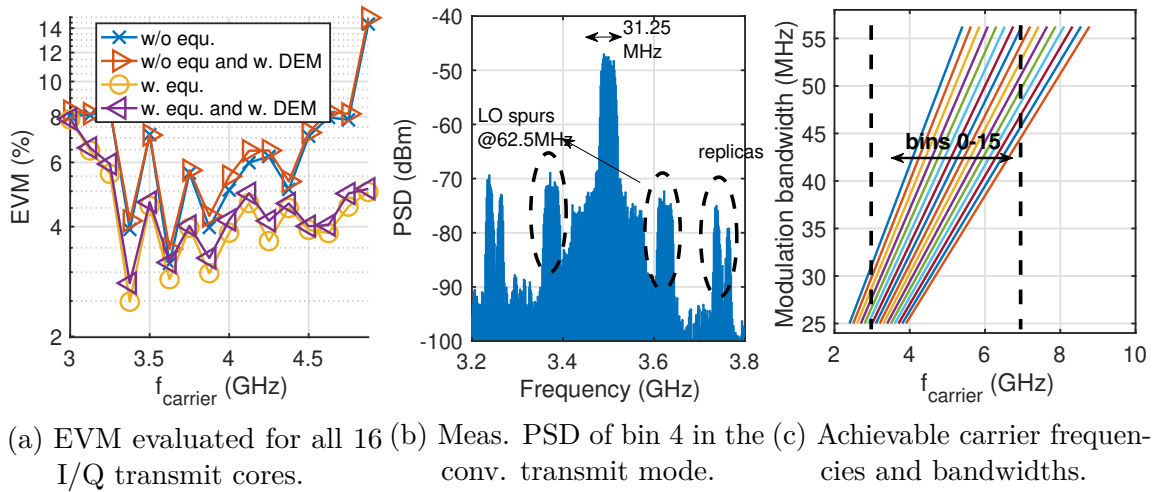 14
10
8
6
4
2
EVM (%)
w/o equ.
w/o equ and w. DEM
w. equ.
w. equ. and w. DEM
3
3.5
4
4.5
f_carrier (GHz)
-40
-50
-60
-70
-80
-90
-100
PSD (dBm)
31.25
MHz
LO spurs
@62.5MHz
replicas
3.2
3.4
3.6
3.8
Frequency (GHz)
55
50
45
40
35
30
25
Modulation bandwidth (MHz)
bins 0-15
2
4
6
8
10
f_carrier (GHz)
(a) EVM evaluated for all 16
I/Q transmit cores.
(b) Meas. PSD of bin 4 in the
conv. transmit mode.
(c) Achievable carrier frequen-
cies and bandwidths.